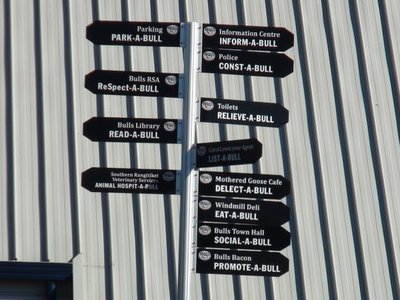 Parking
PARK-A-BULL
Bulls RSA
ReSpect-A-BULL
Bulls Library
READ-A-BULL
Southern Rangitikei
Veterinary Services
ANIMAL HOSPIT-A-BULL
Information Centre
INFORM-A-BULL
Police
CONST-A-BULL
Toilets
RELIEVE-A-BULL
your Agent
LIST-A-BULL
Mothered Goose Cafe
DELECT-A-BULL
Windmill Deli
EAT-A-BULL
Bulls Town Hall
SOCIAL-A-BULL
Bulls Bacon
PROMOTE-A-BULL